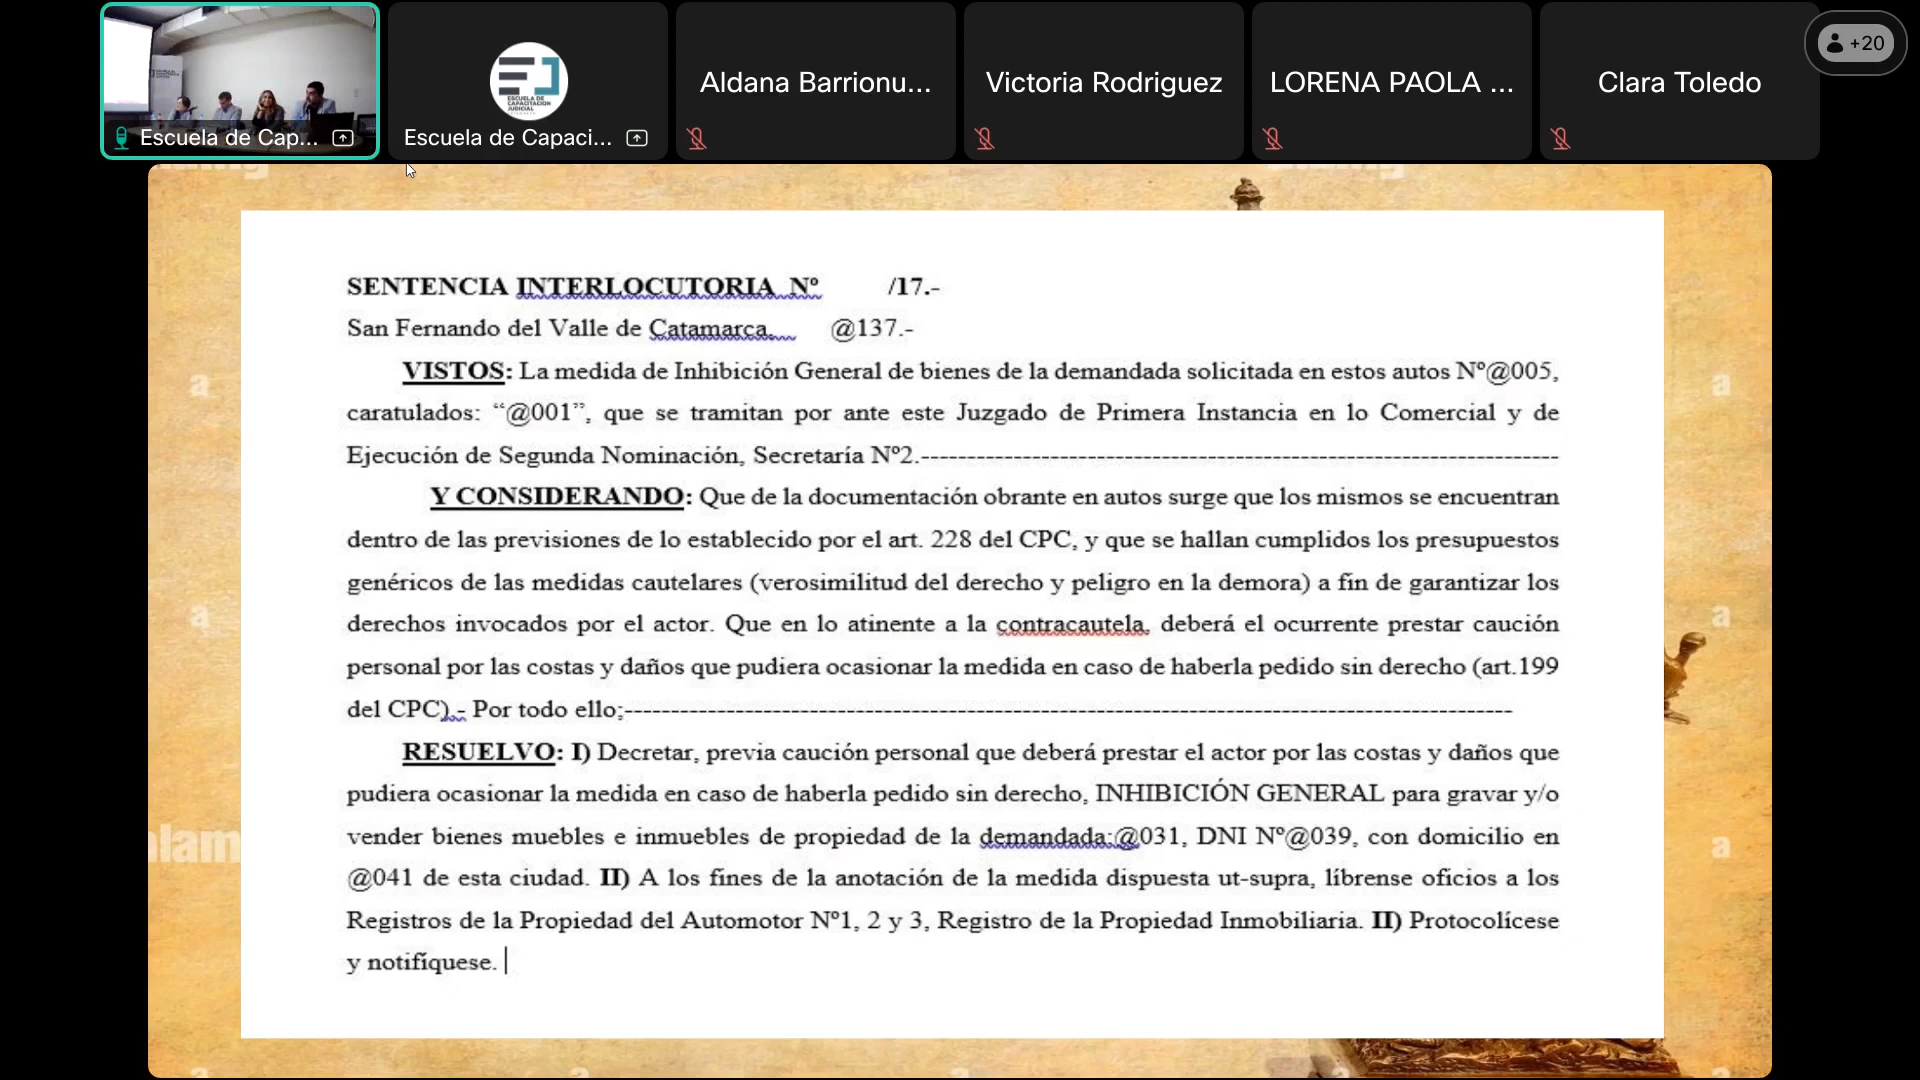 Escuela de Cap...
ESCUELA DE
CAPACITACION
JUDICIAL
Escuela de Capaci...
Aldana Barrionu...
Victoria Rodriguez
LORENA PAOLA ...
Clara Toledo
+20
SENTENCIA INTERLOCUTORIA Nº /17.-
San Fernando del Valle de Catamarca, @137.-
VISTOS: La medida de Inhibición General de bienes de la demandada solicitada en estos autos Nº@005,
caratulados: “@001”, que se tramitan por ante este Juzgado de Primera Instancia en lo Comercial y de
Ejecución de Segunda Nominación, Secretaría Nº2.--------------------------------------------------------------------
Y CONSIDERANDO: Que de la documentación obrante en autos surge que los mismos se encuentran
dentro de las previsiones de lo establecido por el art. 228 del CPC, y que se hallan cumplidos los presupuestos
genéricos de las medidas cautelares (verosimilitud del derecho y peligro en la demora) a fin de garantizar los
derechos invocados por el actor. Que en lo atinente a la contracautela, deberá el ocurrente prestar caución
personal por las costas y daños que pudiera ocasionar la medida en caso de haberla pedido sin derecho (art.199
del CPC).- Por todo ello;-----------------------------------------------------------------------------------------------
RESUELVO: I) Decretar, previa caución personal que deberá prestar el actor por las costas y daños que
pudiera ocasionar la medida en caso de haberla pedido sin derecho, INHIBICIÓN GENERAL para gravar y/o
vender bienes muebles e inmuebles de propiedad de la demandada:@031, DNI Nº@039, con domicilio en
@041 de esta ciudad. II) A los fines de la anotación de la medida dispuesta ut-supra, líbrense oficios a los
Registros de la Propiedad del Automotor Nº1, 2 y 3, Registro de la Propiedad Inmobiliaria. II) Protocolícese
y notifíquese.
a
a
a
a
alam
a